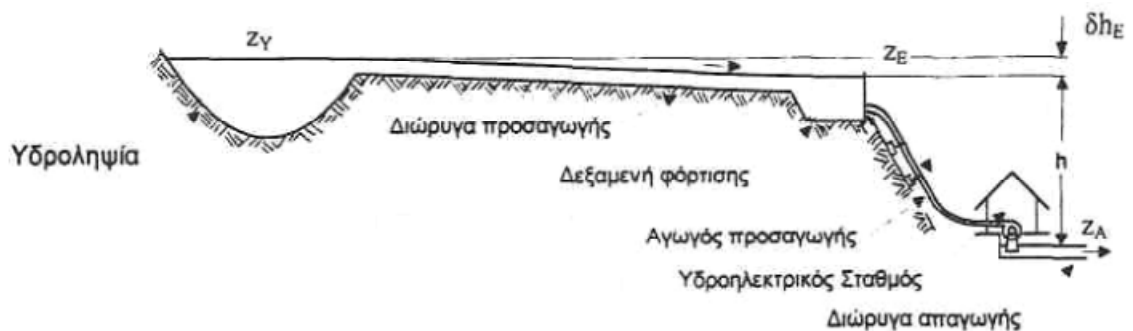 z_Y
z_E
δh_E
Διώρυγα προσαγωγής
Υδροληψία
h
Δεξαμενή φόρτισης
Αγωγός προσαγωγής
z_A
Υδροηλεκτρικός Σταθμός
Διώρυγα απαγωγής